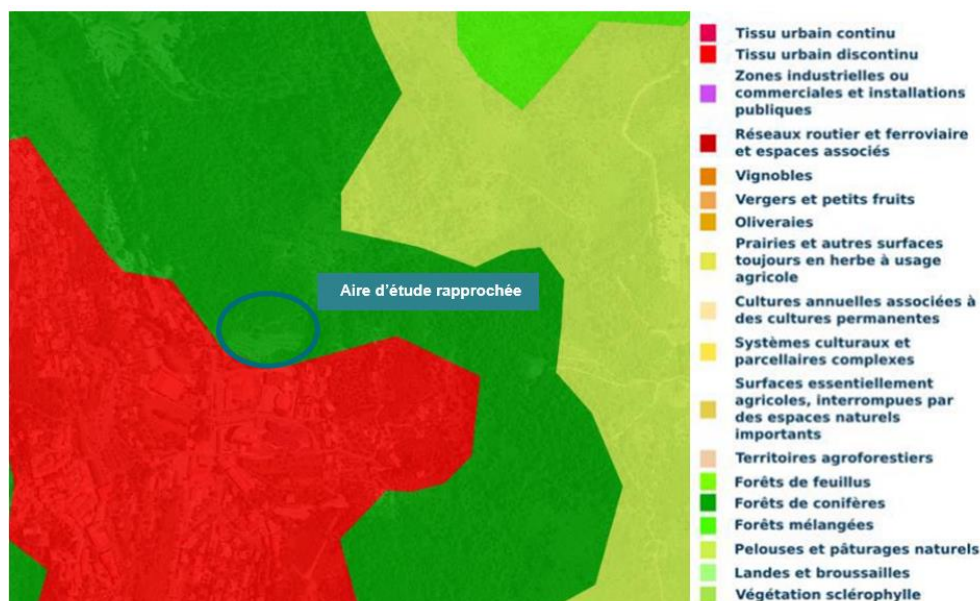 Aire d'étude rapprochée
Tissu urbain continu
Tissu urbain discontinu
Zones industrielles ou
commerciales et installations
publiques
Réseaux routier et ferroviaire
et espaces associés
Vignobles
Vergers et petits fruits
Oliveraies
Prairies et autres surfaces
toujours en herbe à usage
agricole
Cultures annuelles associées à
des cultures permanentes
Systèmes culturaux et
parcellaires complexes
Surfaces essentiellement
agricoles, interrompues par
des espaces naturels
importants
Territoires agroforestiers
Forêts de feuillus
Forêts de conifères
Forêts mélangées
Pelouses et pâturages naturels
Landes et broussailles
Végétation sclérophylle